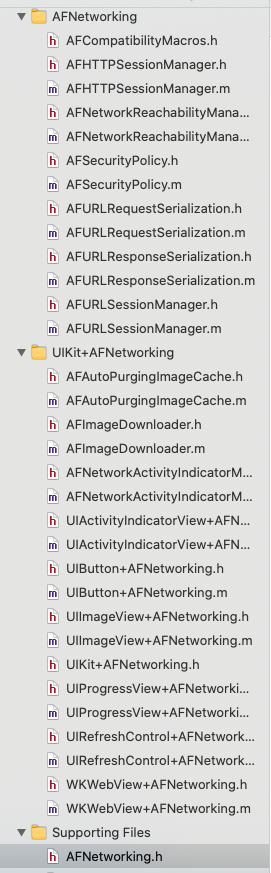 AFNetworking
h AFCompatibilityMacros.h
h AFHTTPSessionManager.h
m AFHTTPSessionManager.m
h AFNetworkReachabilityMana...
m AFNetworkReachabilityMana...
h AFSecurityPolicy.h
m AFSecurityPolicy.m
h AFURLRequestSerialization.h
m AFURLRequestSerialization.m
h AFURLResponseSerialization.h
m AFURLResponseSerialization.m
h AFURLSessionManager.h
m AFURLSessionManager.m
UIKit+AFNetworking
h AFAutoPurgingImageCache.h
m AFAutoPurgingImageCache.m
h AFImageDownloader.h
m AFImageDownloader.m
h AFNetworkActivityIndicatorM...
m AFNetworkActivityIndicatorM...
h UIActivityIndicatorView+AFN...
m UIActivityIndicatorView+AFN...
h UIButton+AFNetworking.h
m UIButton+AFNetworking.m
h UIImageView+AFNetworking.h
m UIImageView+AFNetworking.m
h UIKit+AFNetworking.h
h UIProgressView+AFNetworki...
m UIProgressView+AFNetworki...
h UIRefreshControl+AFNetwork...
m UIRefreshControl+AFNetwork...
h WKWebView+AFNetworking.h
m WKWebView+AFNetworking.m
Supporting Files
h AFNetworking.h